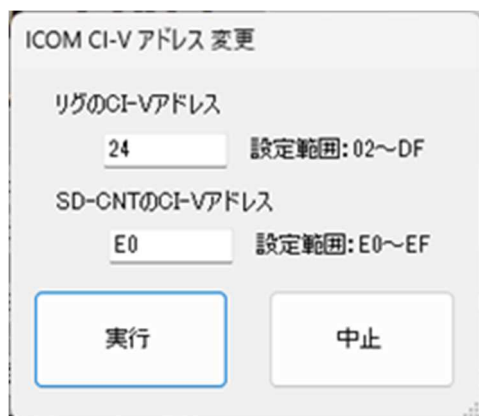 ICOM CI-V アドレス 変更
リグのCI-Vアドレス
24 設定範囲:02～DF
SD-CNTのCI-Vアドレス
E0 設定範囲:E0～EF
実行 中止